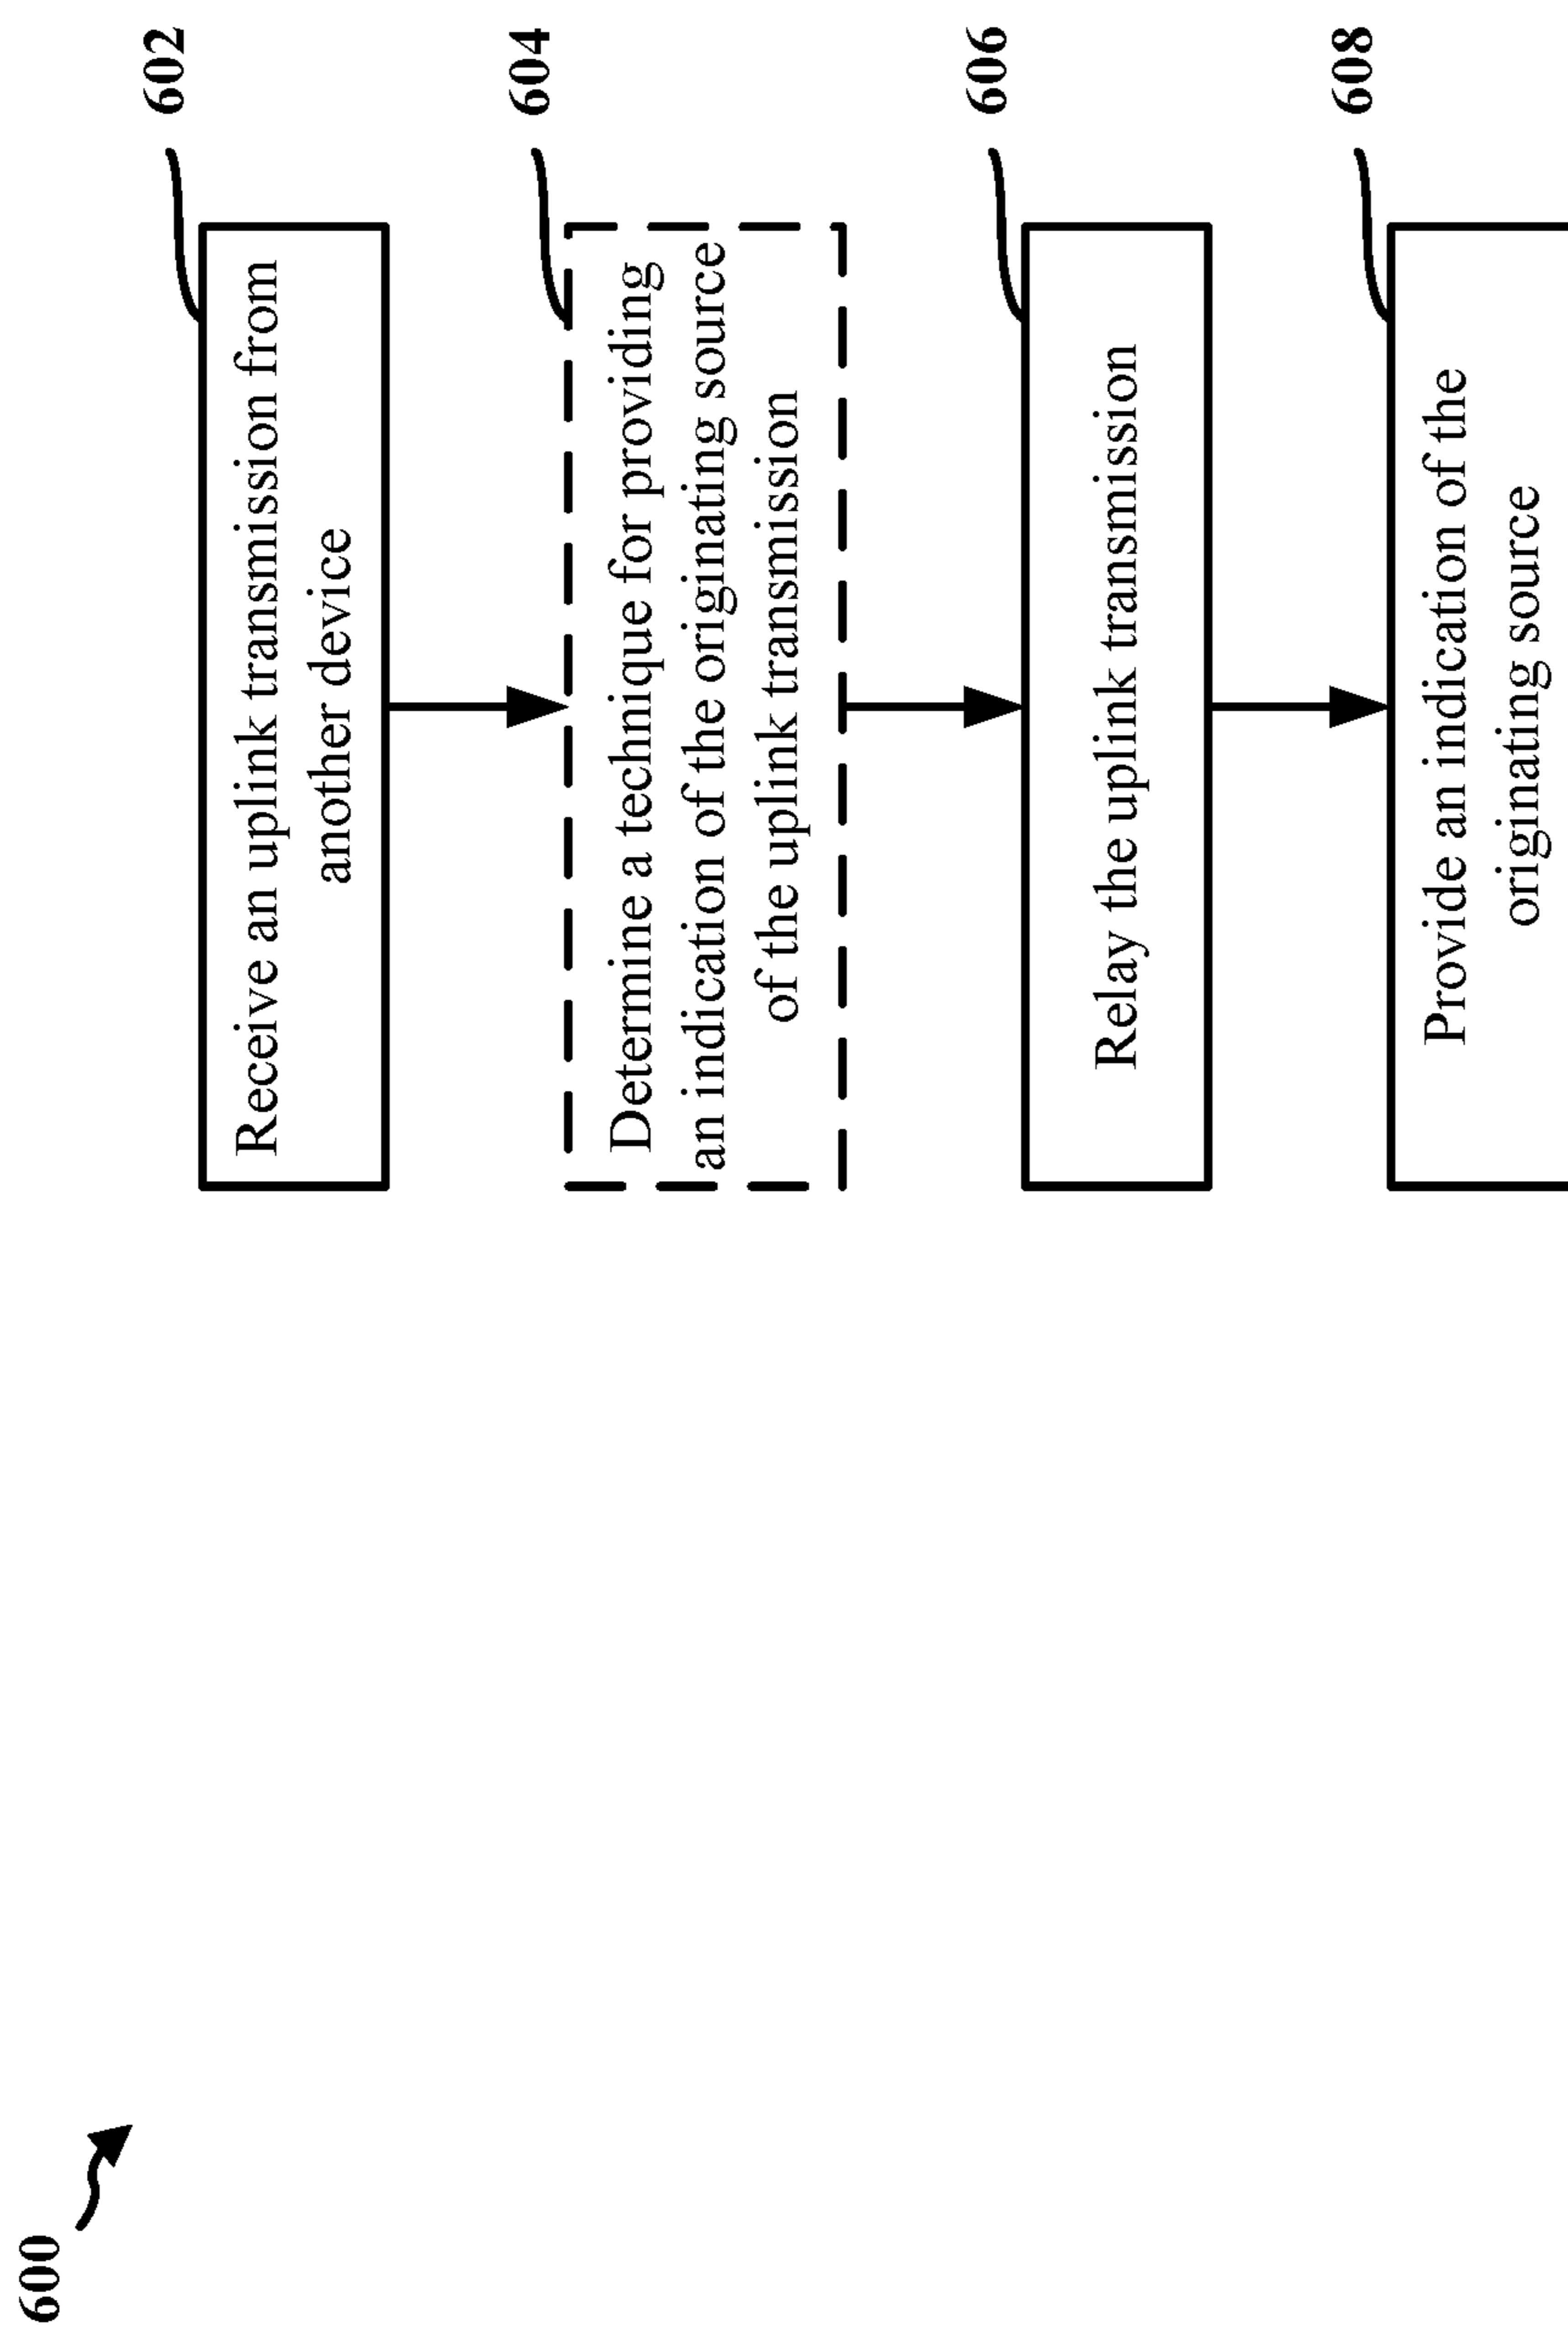 600
602
Receive an uplink transmission from
another device
604
Determine a technique for providing
an indication of the originating source
of the uplink transmission
606
Relay the uplink transmission
608
Provide an indication of the
originating source